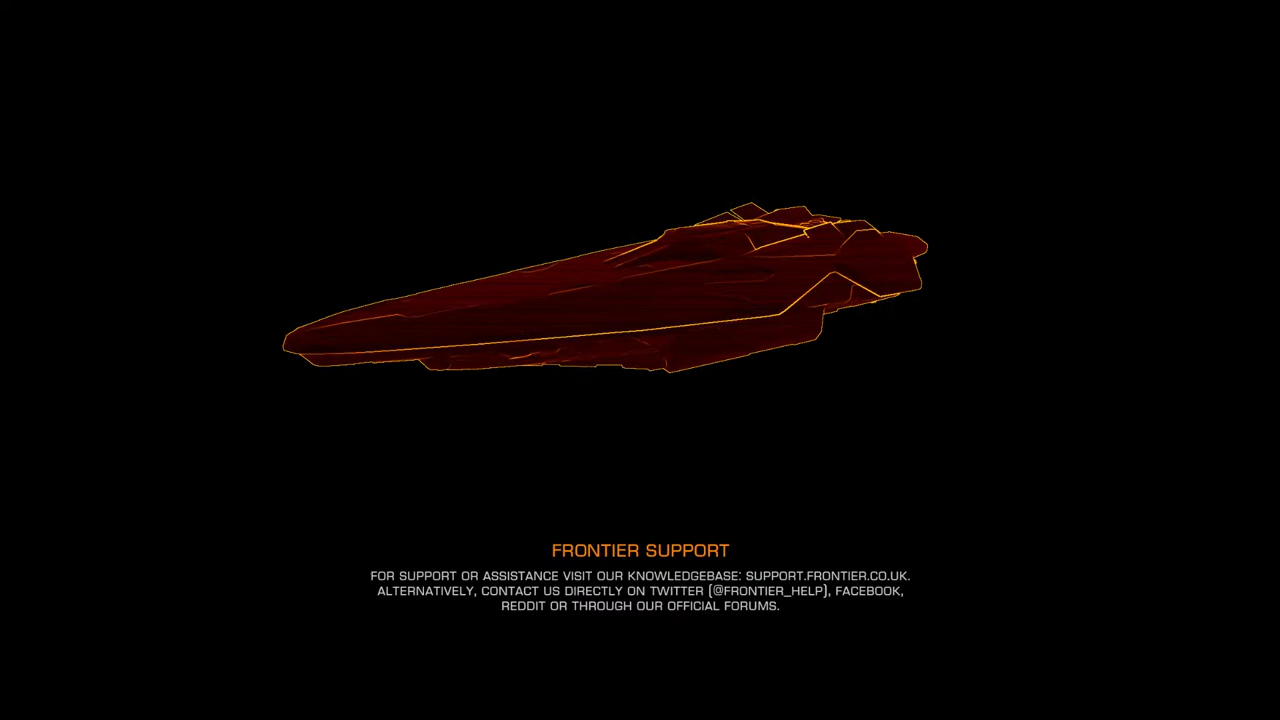 FRONTIER SUPPORT
FOR SUPPORT OR ASSISTANCE VISIT OUR KNOWLEDGEBASE: SUPPORT.FRONTIER.CO.UK.
ALTERNATIVELY, CONTACT US DIRECTLY ON TWITTER (@FRONTIER_HELP), FACEBOOK,
REDDIT OR THROUGH OUR OFFICIAL FORUMS.